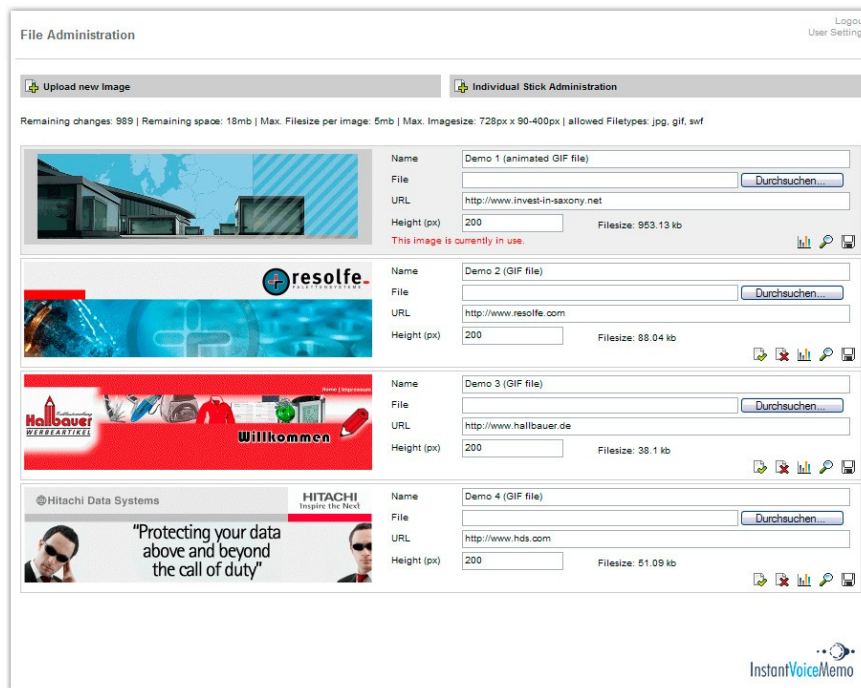 Logou
File Administration
User Setting
Upload new Image
Individual Stick Administration
Remaining changes: 989 | Remaining space: 18mb | Max. Filesize per image: 5mb | Max. Imagesize: 728px x 90-400px | allowed Filetypes: jpg, gif, swf
Name Demo 1 (animated GIF file)
File Durchsuchen...
URL http://www.invest-in-saxony.net
Height (px) 200 Filesize: 953.13 kb
This image is currently in use.
resolfe
PALETTENSYSTEME
Name Demo 2 (GIF file)
File Durchsuchen...
URL http://www.resolfe.com
Height (px) 200 Filesize: 88.04 kb
Home | Impressum
Hallbauer
WERBEARTIKEL
Willkommen
Name Demo 3 (GIF file)
File Durchsuchen...
URL http://www.hallbauer.de
Height (px) 200 Filesize: 38.1 kb
@Hitachi Data Systems
HITACHI
Inspire the Next
"Protecting your data
above and beyond
the call of duty"
Name Demo 4 (GIF file)
File Durchsuchen...
URL http://www.hds.com
Height (px) 200 Filesize: 51.09 kb
InstantVoiceMemo